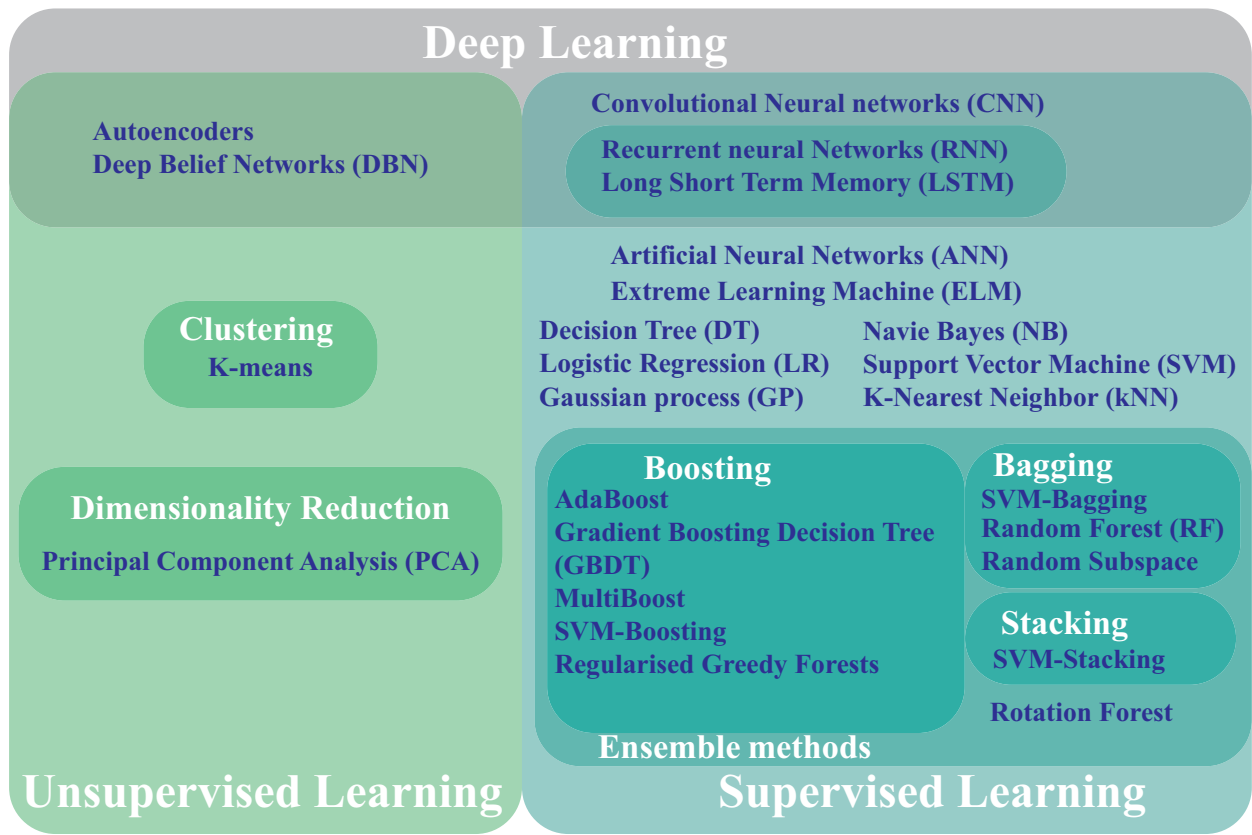 Deep Learning
Autoencoders
Deep Belief Networks (DBN)
Convolutional Neural networks (CNN)
Recurrent neural Networks (RNN)
Long Short Term Memory (LSTM)
Artificial Neural Networks (ANN)
Extreme Learning Machine (ELM)
Decision Tree (DT)
Logistic Regression (LR)
Gaussian process (GP)
Navie Bayes (NB)
Support Vector Machine (SVM)
K-Nearest Neighbor (kNN)
Clustering
K-means
Dimensionality Reduction
Principal Component Analysis (PCA)
Boosting
AdaBoost
Gradient Boosting Decision Tree
(GBDT)
MultiBoost
SVM-Boosting
Regularised Greedy Forests
Bagging
SVM-Bagging
Random Forest (RF)
Random Subspace
Stacking
SVM-Stacking
Rotation Forest
Ensemble methods
Unsupervised Learning
Supervised Learning